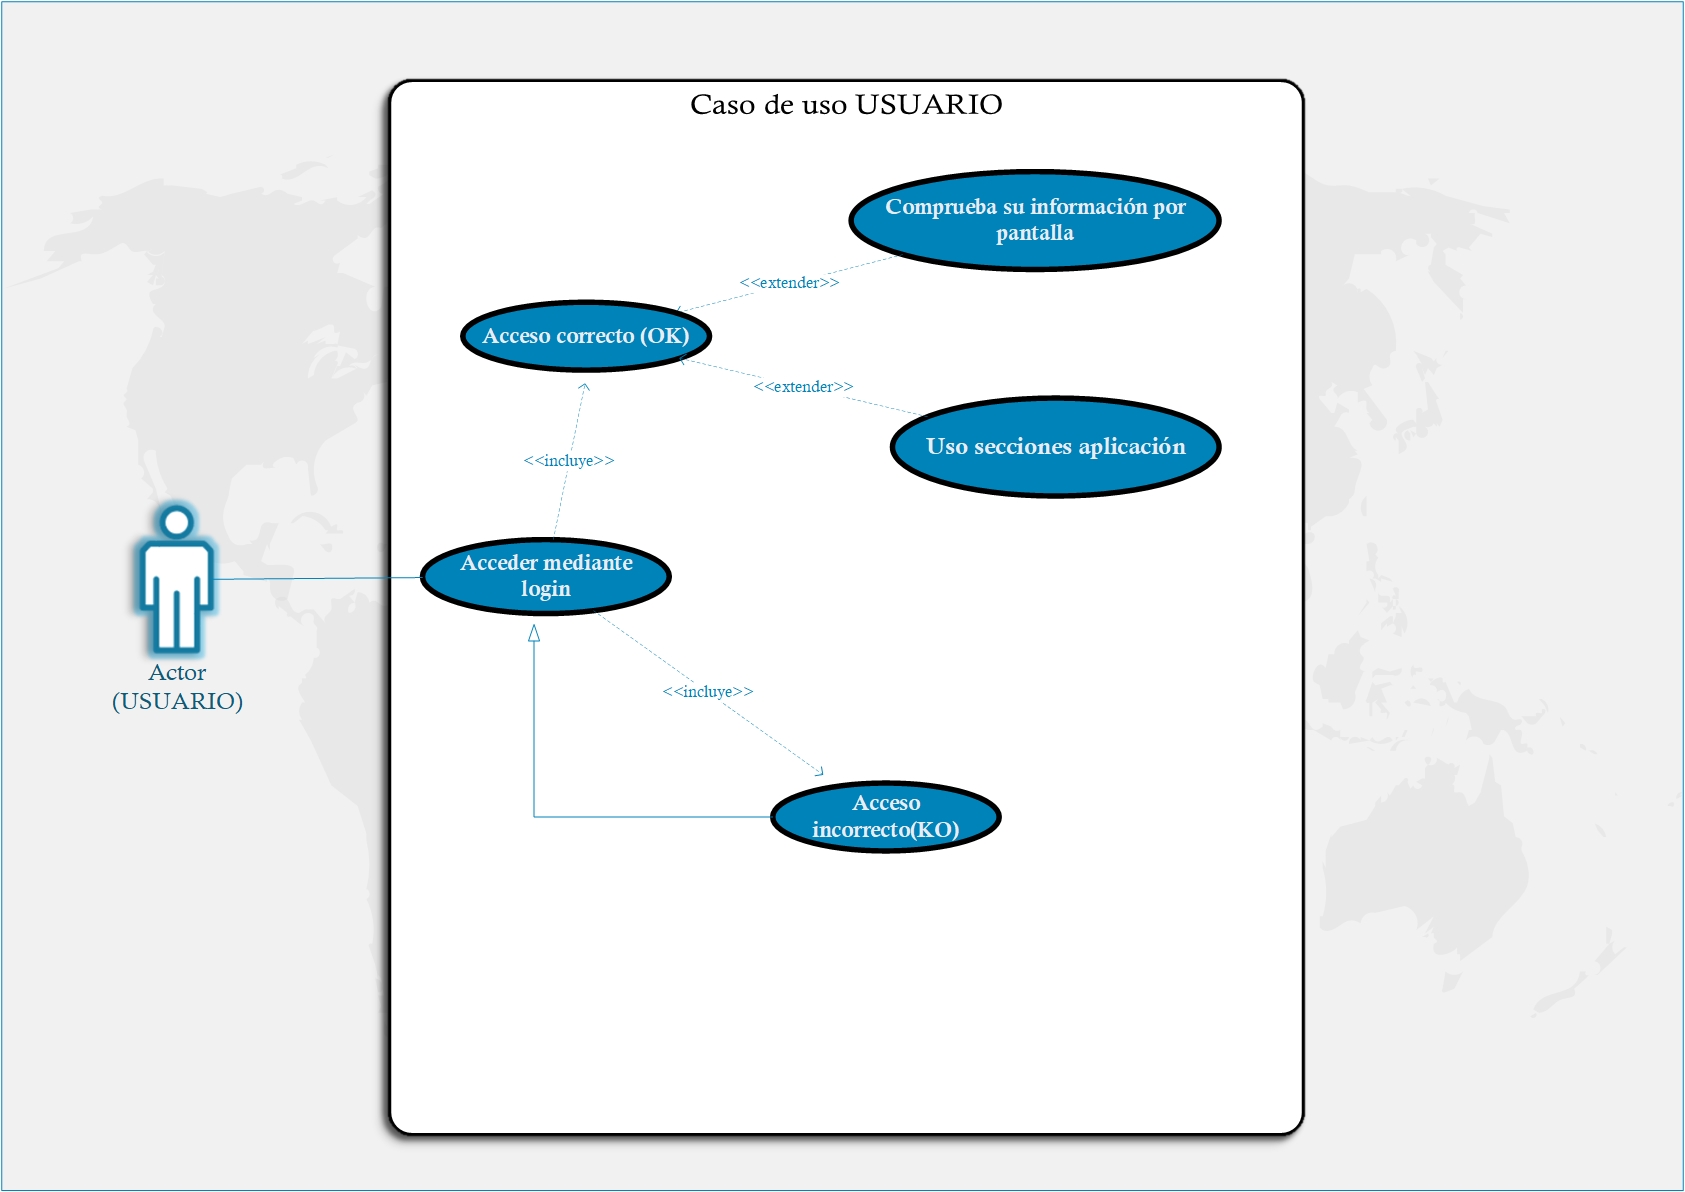 Caso de uso USUARIO
Comprueba su información por
pantalla
<<extender>>
Acceso correcto (OK)
<<extender>>
Uso secciones aplicación
<<incluye>>
Acceder mediante
login
Actor
(USUARIO)
<<incluye>>
Acceso
incorrecto(KO)